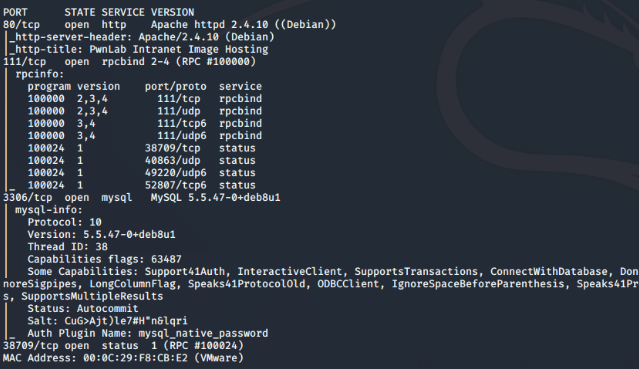 PORT      STATE SERVICE VERSION
80/tcp    open  http    Apache httpd 2.4.10 ((Debian))
|_http-server-header: Apache/2.4.10 (Debian)
|_http-title: PwnLab Intranet Image Hosting
111/tcp   open  rpcbind 2-4 (RPC #100000)
| rpcinfo:
|   program version    port/proto  service
|   100000  2,3,4        111/tcp   rpcbind
|   100000  2,3,4        111/udp   rpcbind
|   100000  3,4          111/tcp6  rpcbind
|   100000  3,4          111/udp6  rpcbind
|   100024  1          38709/tcp   status
|   100024  1          40863/udp   status
|   100024  1          49220/udp6  status
|_  100024  1          52807/tcp6  status
3306/tcp  open  mysql   MySQL 5.5.47-0+deb8u1
| mysql-info:
|   Protocol: 10
|   Version: 5.5.47-0+deb8u1
|   Thread ID: 38
|   Capabilities flags: 63487
|   Some Capabilities: Support41Auth, InteractiveClient, SupportsTransactions, ConnectWithDatabase, Don
noreSigpipes, LongColumnFlag, Speaks41ProtocolOld, ODBCClient, IgnoreSpaceBeforeParenthesis, Speaks41Pr
s, SupportsMultipleResults
|   Status: Autocommit
|   Salt: CuG>Ajt)le7#H"n&lqri
|_  Auth Plugin Name: mysql_native_password
38709/tcp open  status  1 (RPC #100024)
MAC Address: 00:0C:29:F8:CB:E2 (VMware)